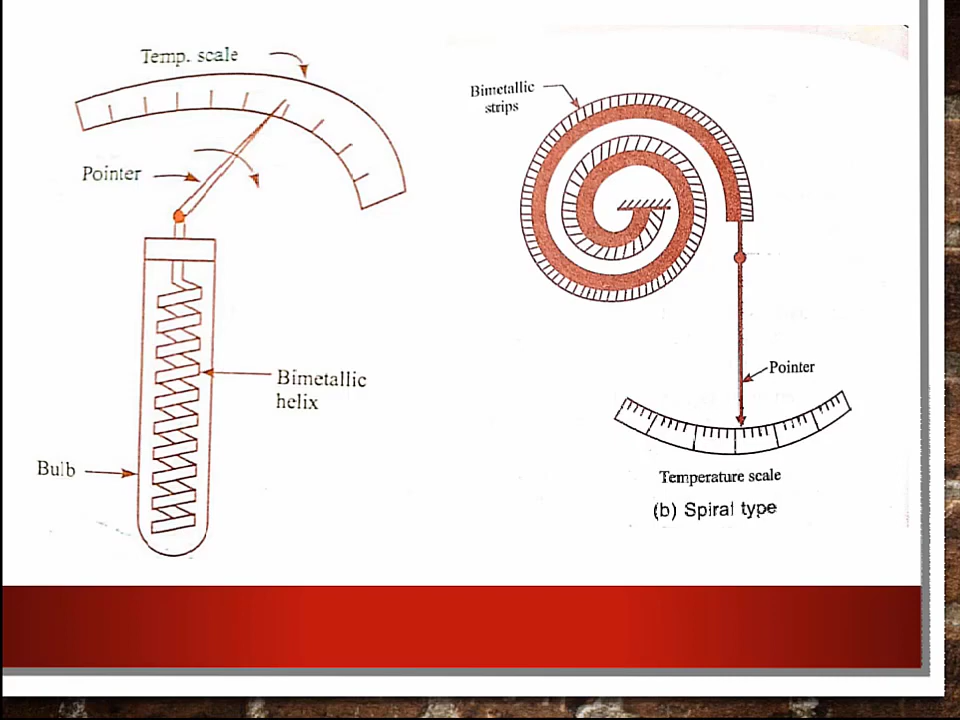 Temp. scale
Pointer
Bimetallic
helix
Bulb
Bimetallic
strips
Pointer
Temperature scale
(b) Spiral type